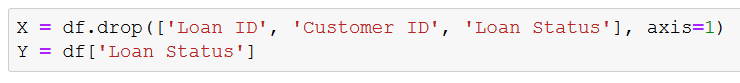 X = df.drop(['Loan ID', 'Customer ID', 'Loan Status'], axis=1)
Y = df['Loan Status']